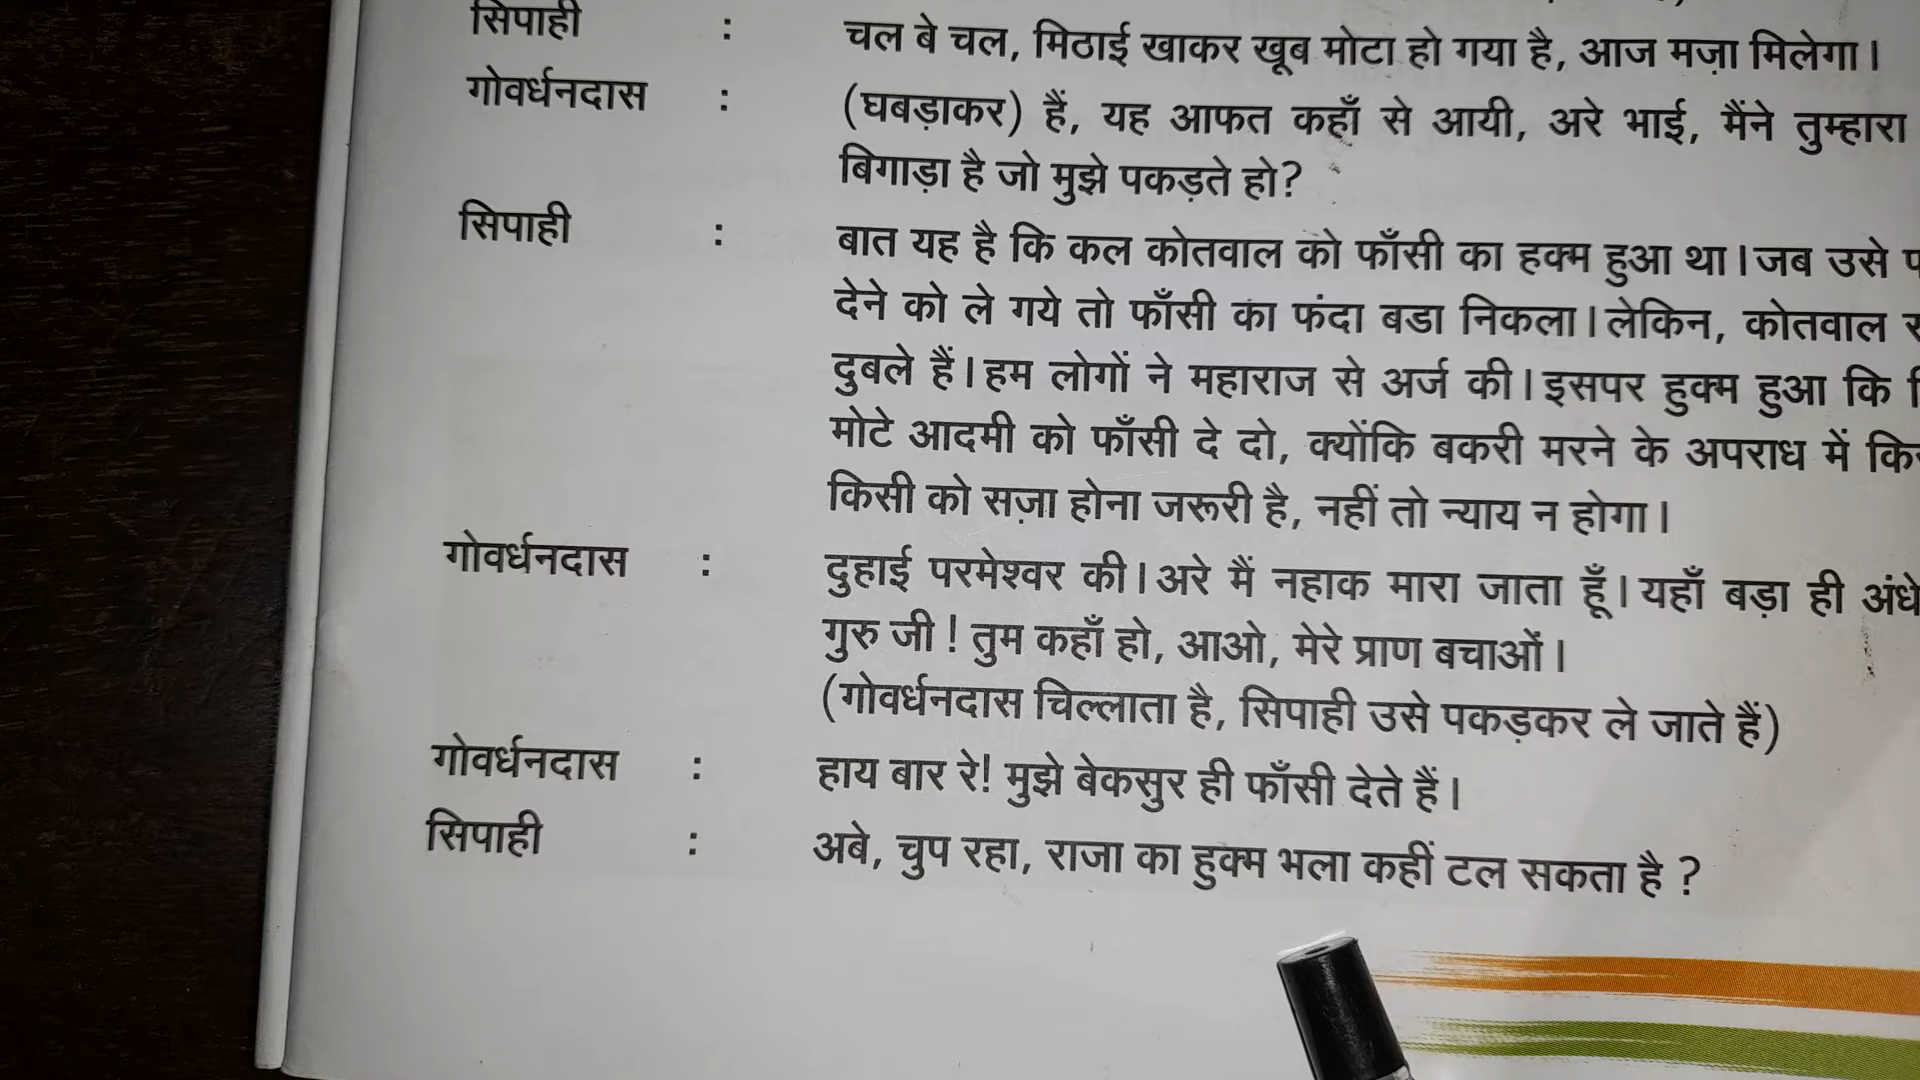 सिपाही : चल बे चल, मिठाई खाकर खूब मोटा हो गया है, आज मज़ा मिलेगा।
गोवर्धनदास : (घबड़ाकर) हैं, यह आफत कहाँ से आयी, अरे भाई, मैंने तुम्हारा
बिगाड़ा है जो मुझे पकड़ते हो?
सिपाही : बात यह है कि कल कोतवाल को फाँसी का हक्म हुआ था। जब उसे
देने को ले गये तो फाँसी का फंदा बडा निकला। लेकिन, कोतवाल
दुबले हैं। हम लोगों ने महाराज से अर्ज की। इसपर हुक्म हुआ कि
मोटे आदमी को फाँसी दे दो, क्योंकि बकरी मरने के अपराध में
किसी को सज़ा होना जरूरी है, नहीं तो न्याय न होगा।
गोवर्धनदास : दुहाई परमेश्वर की। अरे मैं नहाक मारा जाता हूँ। यहाँ बड़ा ही
गुरु जी ! तुम कहाँ हो, आओ, मेरे प्राण बचाओं।
(गोवर्धनदास चिल्लाता है, सिपाही उसे पकड़कर ले जाते हैं)
गोवर्धनदास : हाय बार रे! मुझे बेकसुर ही फाँसी देते हैं।
सिपाही : अबे, चुप रहा, राजा का हुक्म भला कहीं टल सकता है ?